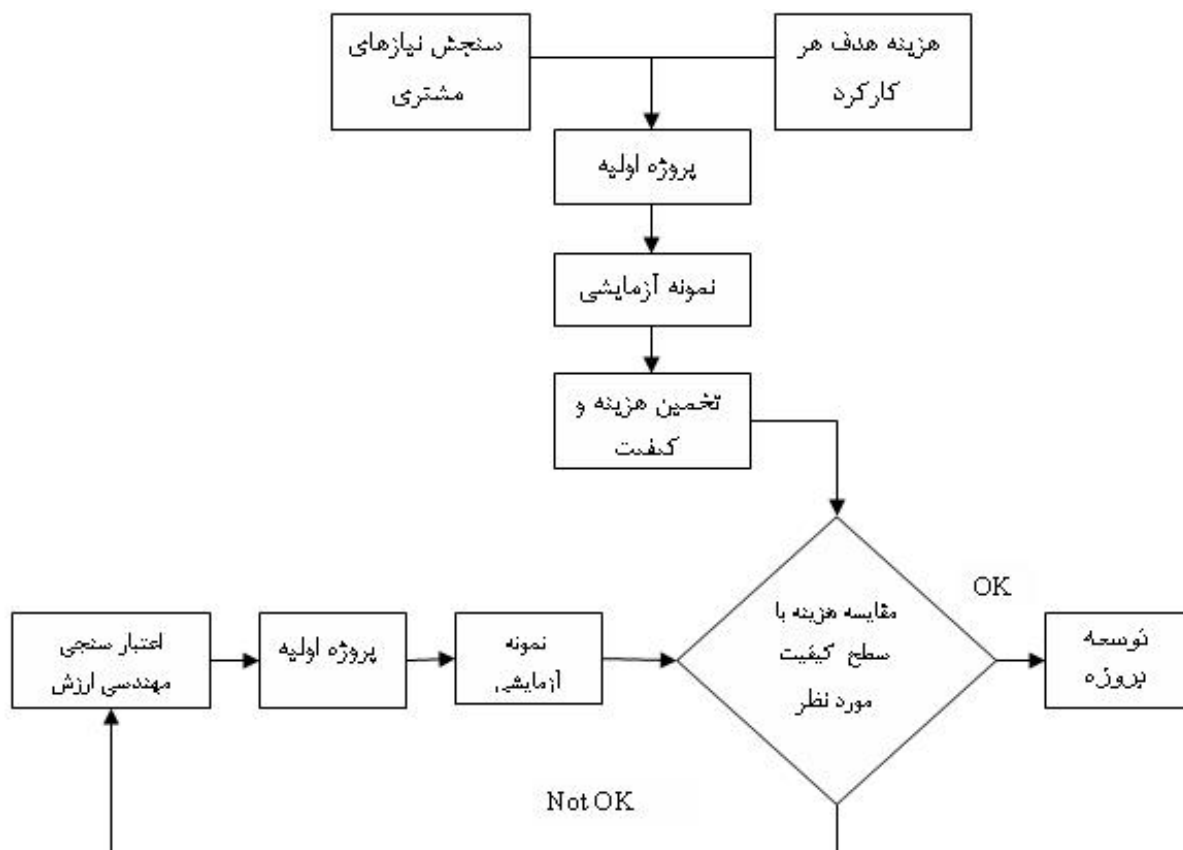 هزینه هدف هر
کارکرد
سنجش نیازهای
مشتری
پروژه اولیه
نمونه آزمایشی
تخمین هزینه و
کیفیت
مقایسه هزینه با
سطح کیفیت
مورد نظر
OK
توسعه
پروژه
نمونه
آزمایشی
پروژه اولیه
اعتبار سنجی
مهندسی ارزش
Not OK